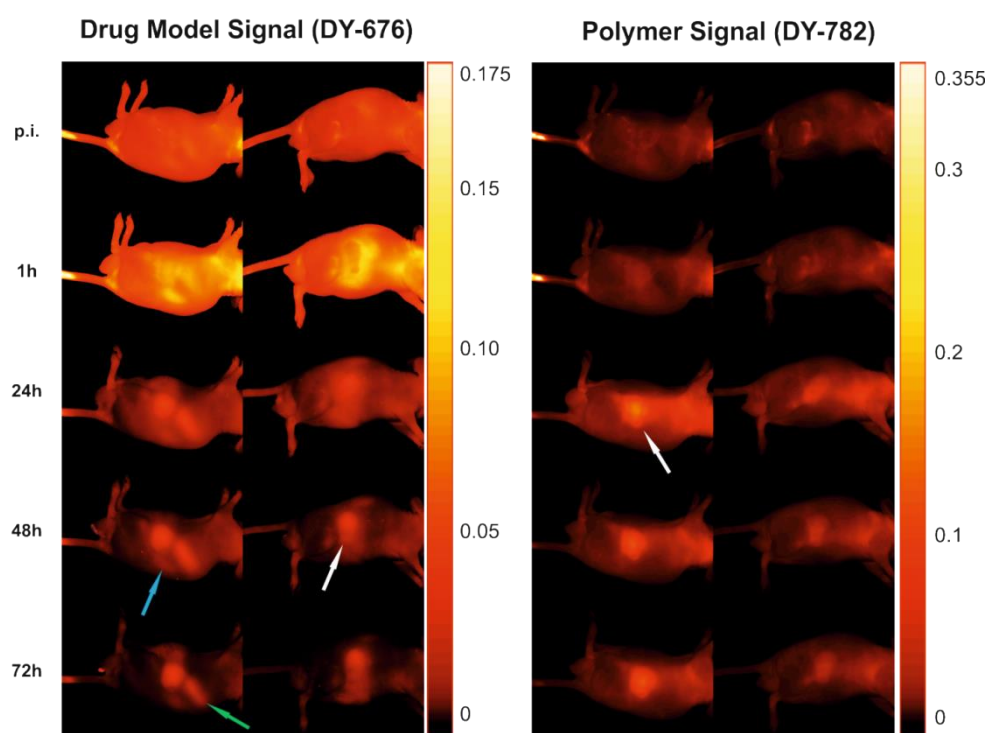 Drug Model Signal (DY-676)
Polymer Signal (DY-782)
p.i.
1h
24h
48h
72h
0.175
0.15
0.10
0.05
0
0.355
0.3
0.2
0.1
0